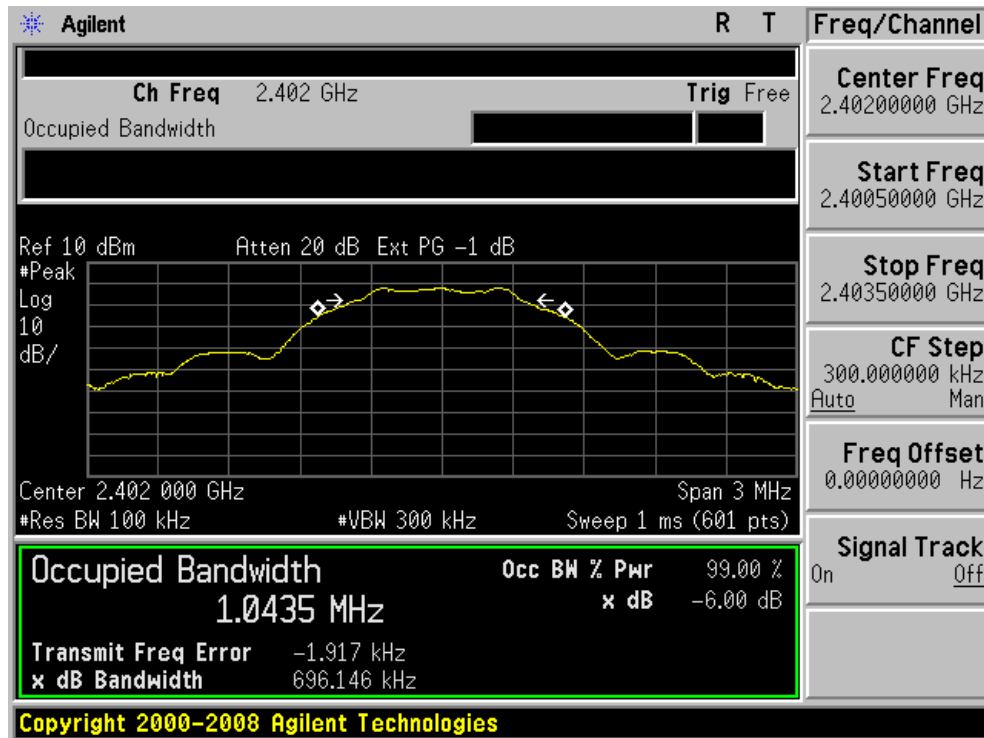 Agilent R T
Ch Freq 2.402 GHz Trig Free
Occupied Bandwidth
Ref 10 dBm Atten 20 dB Ext PG -1 dB
#Peak
Log
10
dB/
Center 2.402 000 GHz Span 3 MHz
#Res BW 100 kHz #VBW 300 kHz Sweep 1 ms (601 pts)
Occupied Bandwidth Occ BW % Pwr 99.00 %
1.0435 MHz x dB -6.00 dB
Transmit Freq Error -1.917 kHz
x dB Bandwidth 696.146 kHz
Copyright 2000-2008 Agilent Technologies
Freq/Channel
Center Freq
2.40200000 GHz
Start Freq
2.40050000 GHz
Stop Freq
2.40350000 GHz
CF Step
300.000000 kHz
Auto Man
Freq Offset
0.00000000 Hz
Signal Track
On Off